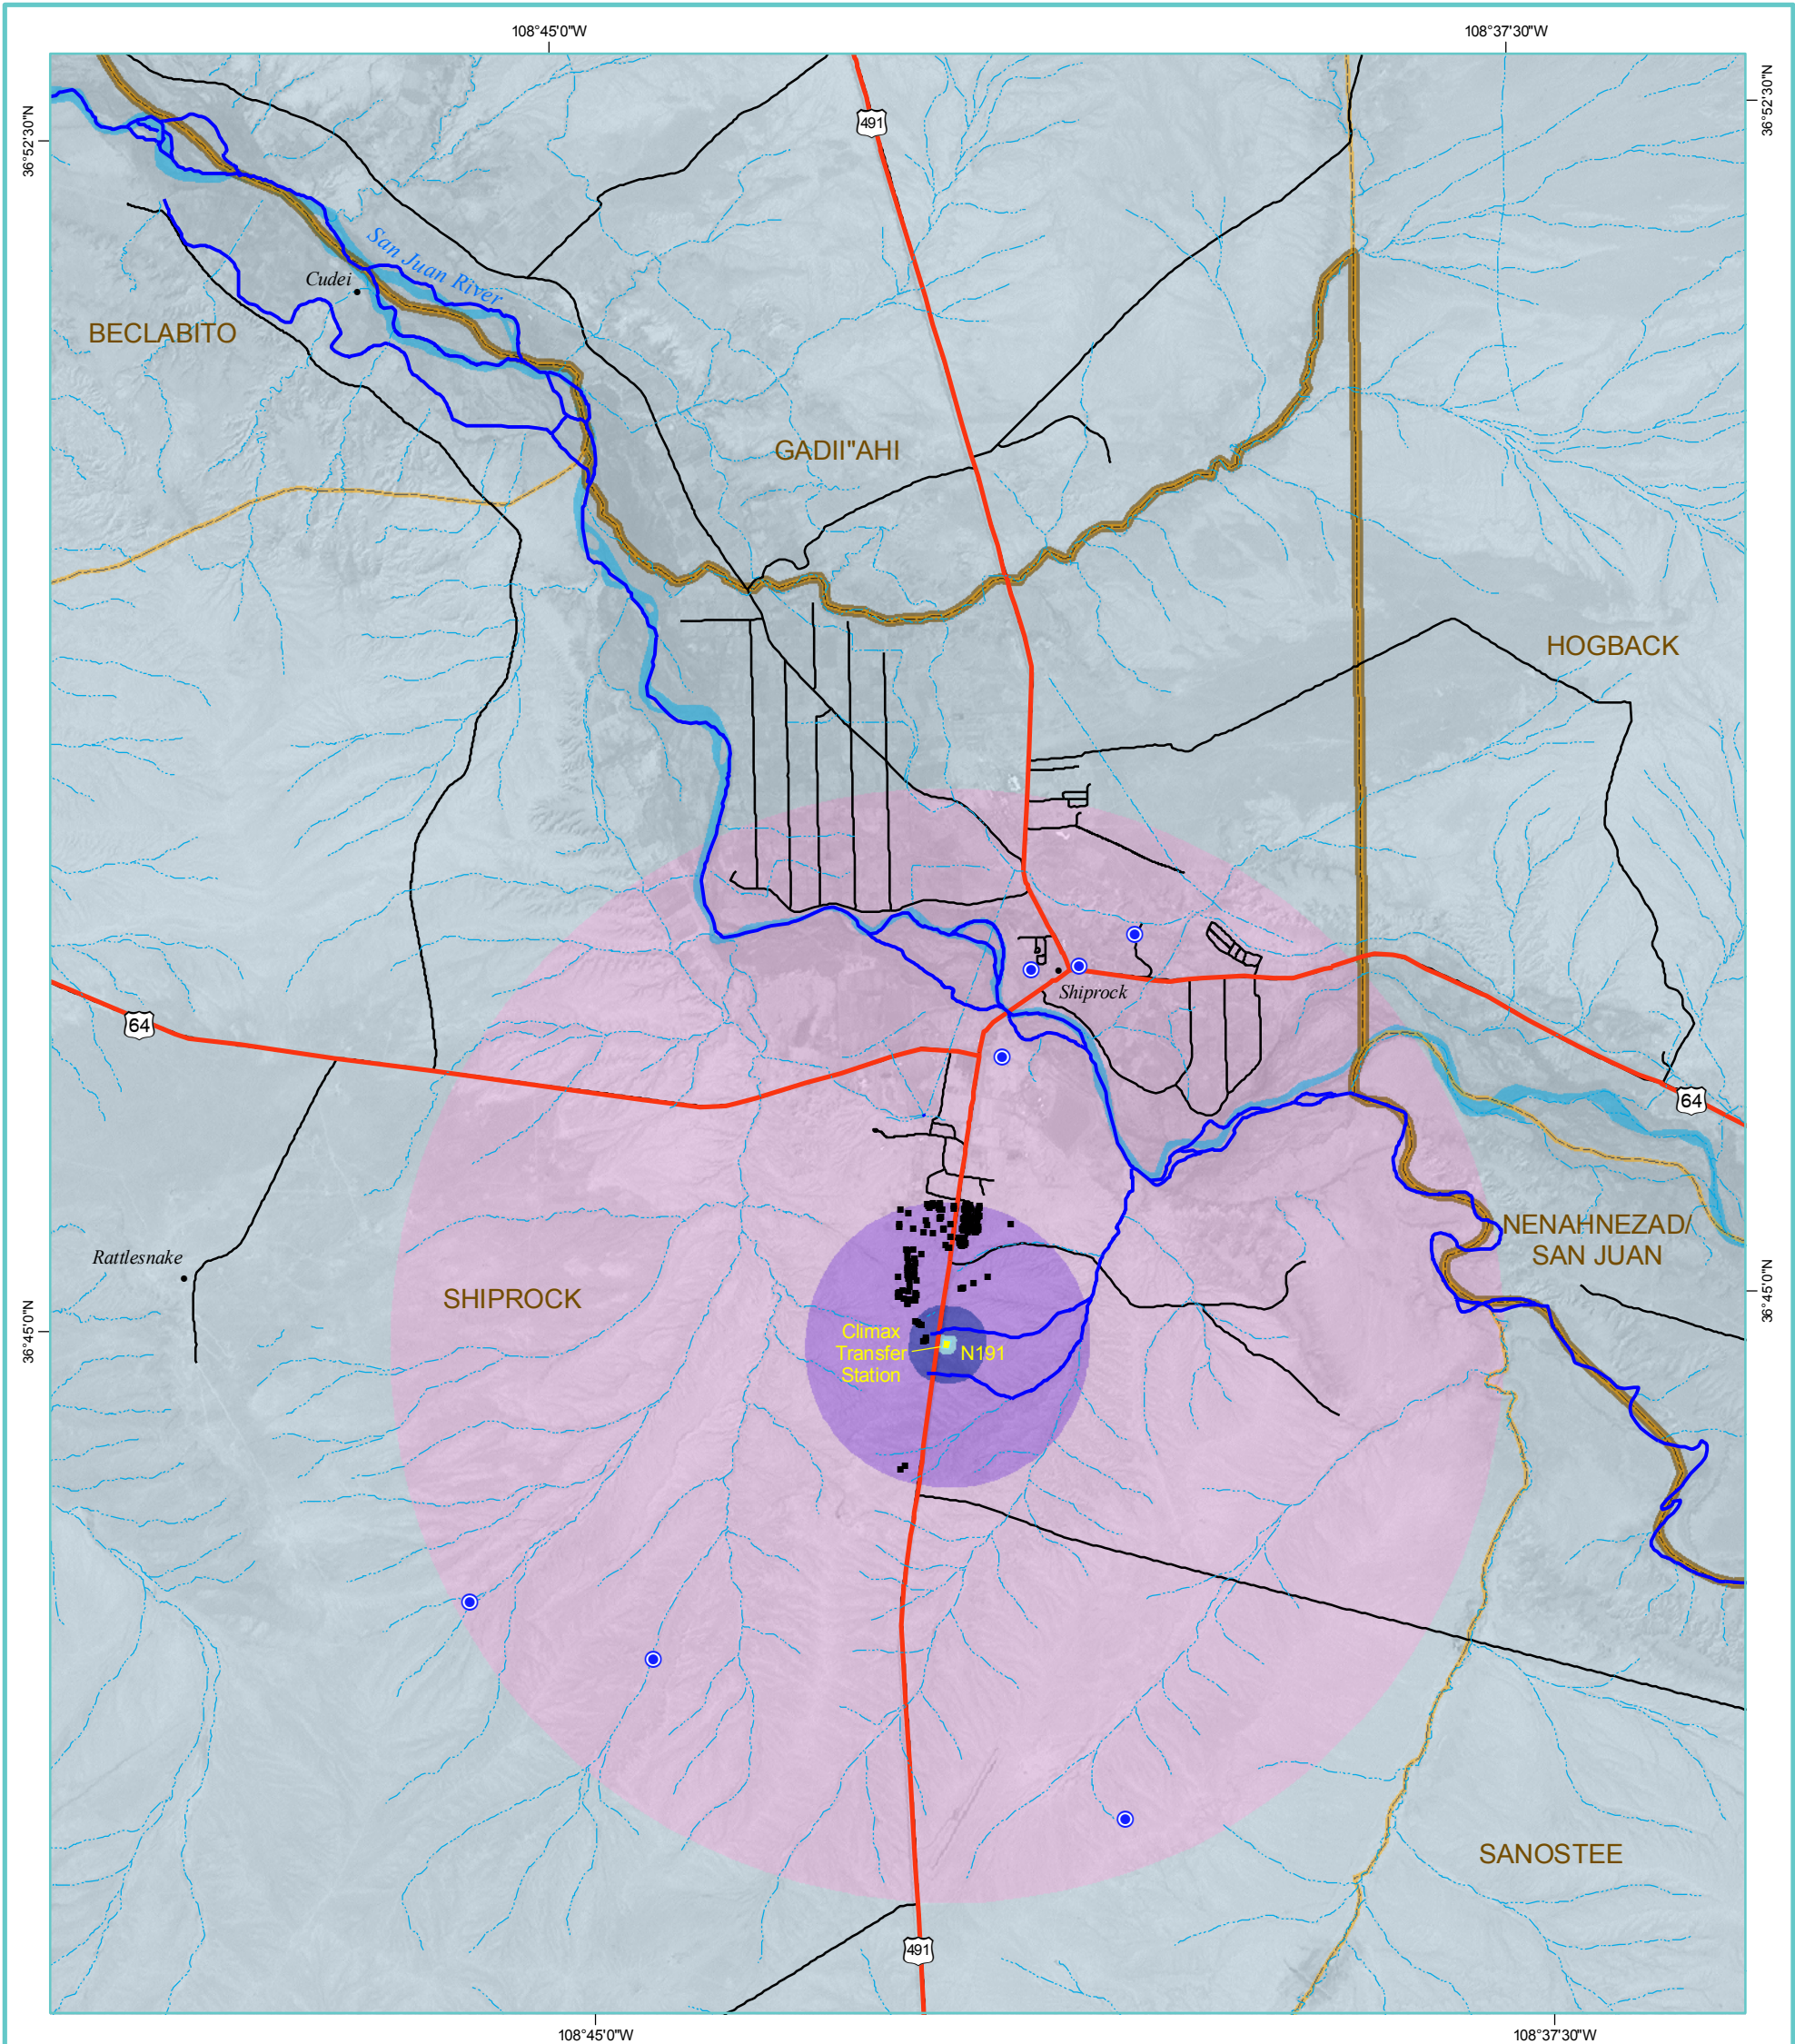 108°45'0"W
108°37'30"W
36°52'30"N
36°52'30"N
491
San Juan River
Cudei
BECLABITO
GADII"AHI
HOGBACK
Shiprock
64
64
NENAHNEZAD/
SAN JUAN
Rattlesnake
SHIPROCK
36°45'0"N
36°45'0"N
Climax
Transfer
Station
N191
SANOSTEE
491
108°45'0"W
108°37'30"W